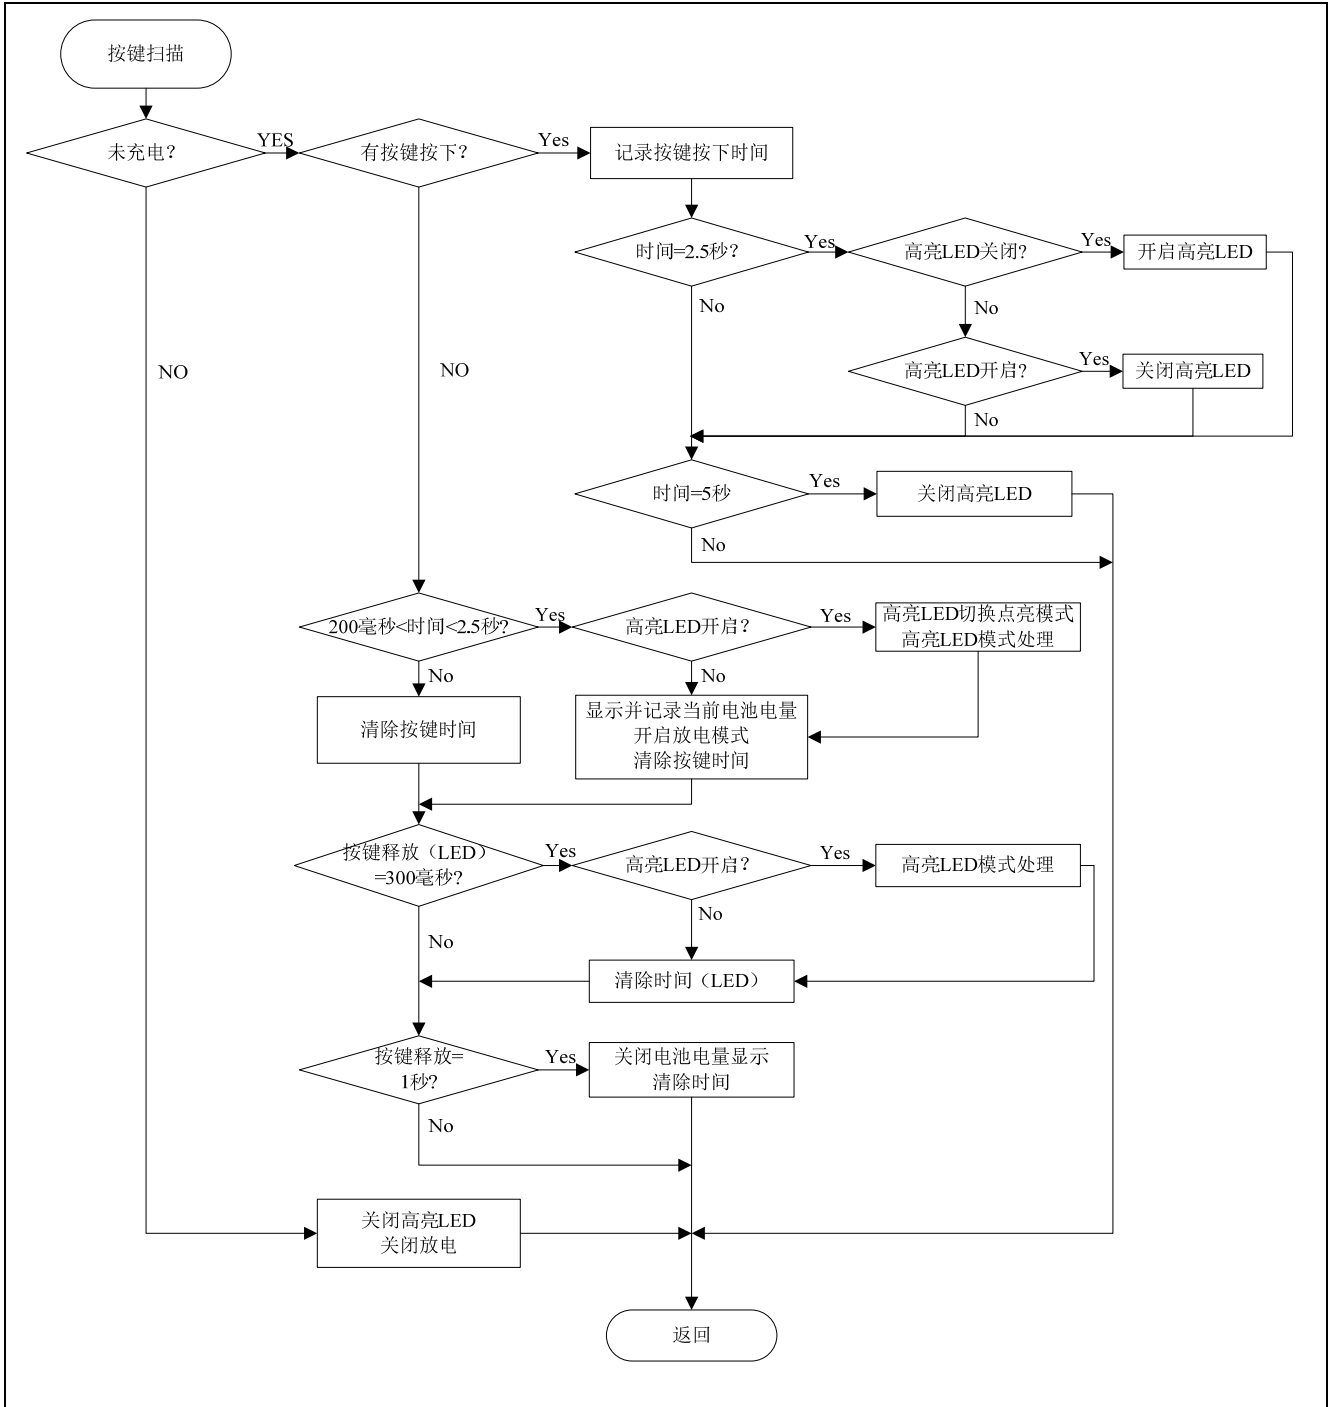 按键扫描
未充电?
YES
有按键按下?
Yes
记录按键按下时间
时间=2.5秒?
Yes
高亮LED关闭?
Yes
开启高亮LED
No
No
高亮LED开启?
Yes
关闭高亮LED
No
NO
NO
时间=5秒
Yes
关闭高亮LED
No
200毫秒<时间<2.5秒?
Yes
高亮LED开启?
Yes
高亮LED切换点亮模式
高亮LED模式处理
No
No
清除按键时间
显示并记录当前电池电量
开启放电模式
清除按键时间
按键释放（LED）
=300毫秒?
Yes
高亮LED开启?
Yes
高亮LED模式处理
No
No
清除时间（LED）
按键释放=
1秒?
Yes
关闭电池电量显示
清除时间
No
关闭高亮LED
关闭放电
返回